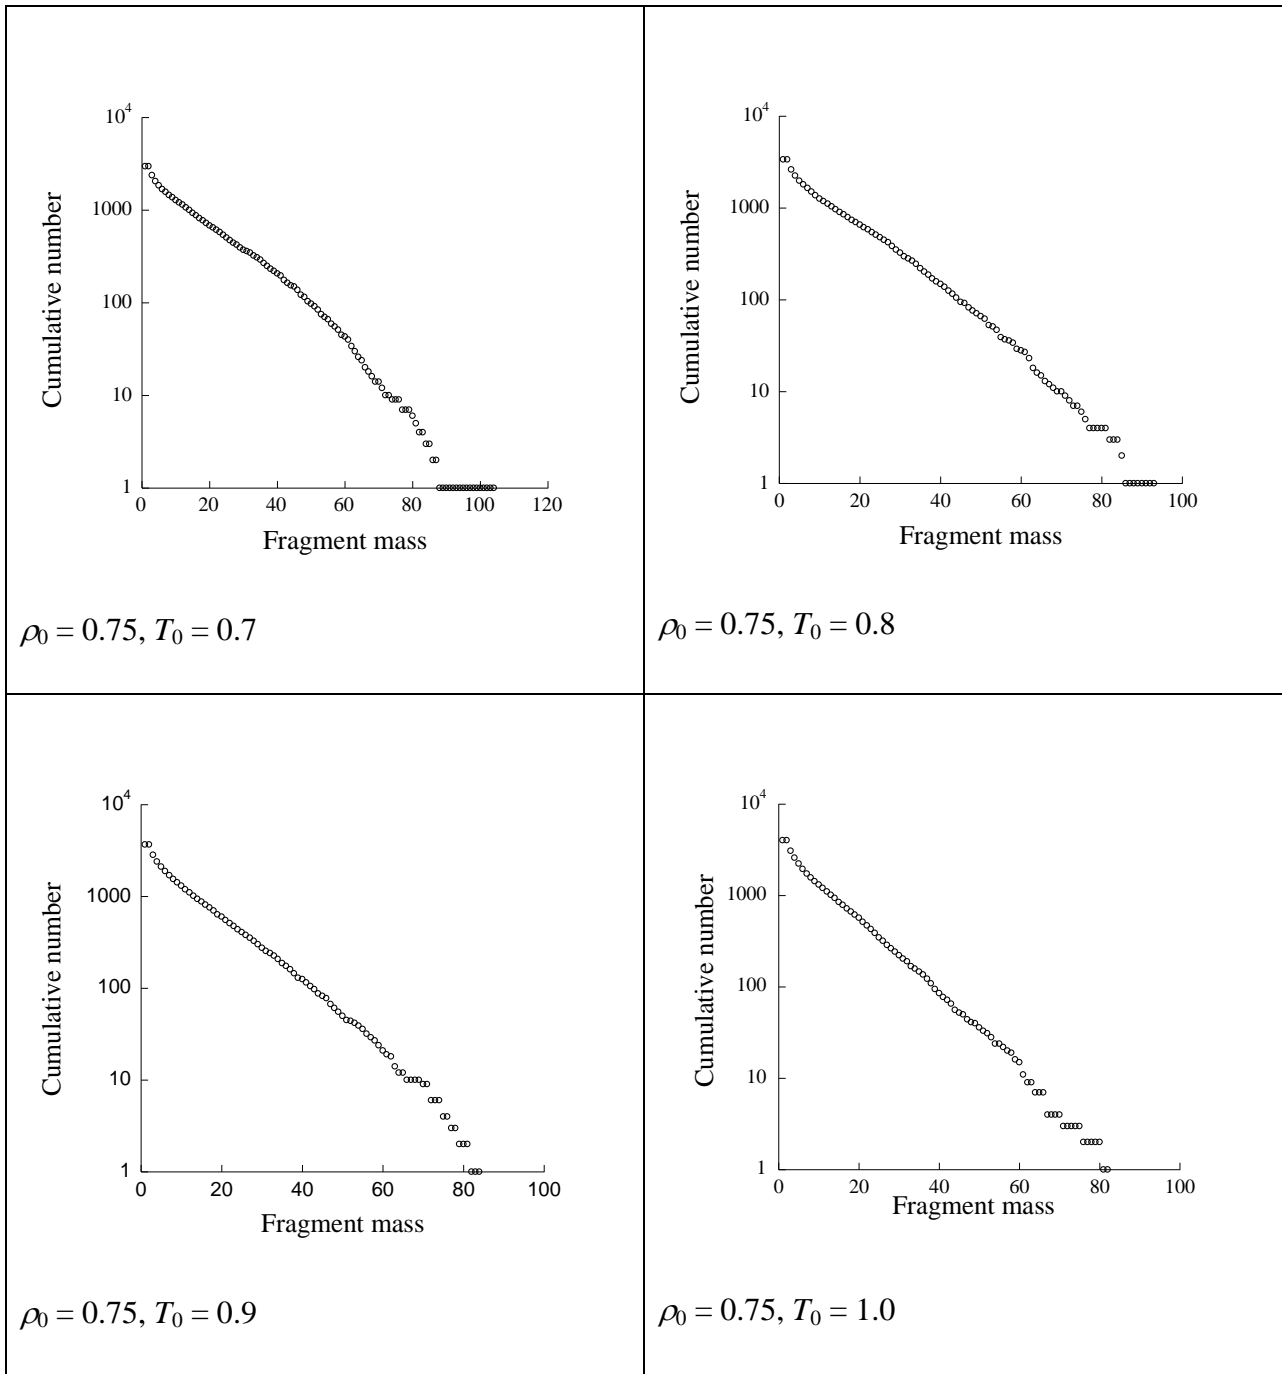 10^4
1000
100
10
1
0 20 40 60 80 100 120
Cumulative number
Fragment mass
ρ0 = 0.75, T0 = 0.7
10^4
1000
100
10
1
0 20 40 60 80 100
Cumulative number
Fragment mass
ρ0 = 0.75, T0 = 0.8
10^4
1000
100
10
1
0 20 40 60 80 100
Cumulative number
Fragment mass
ρ0 = 0.75, T0 = 0.9
10^4
1000
100
10
1
0 20 40 60 80 100
Cumulative number
Fragment mass
ρ0 = 0.75, T0 = 1.0